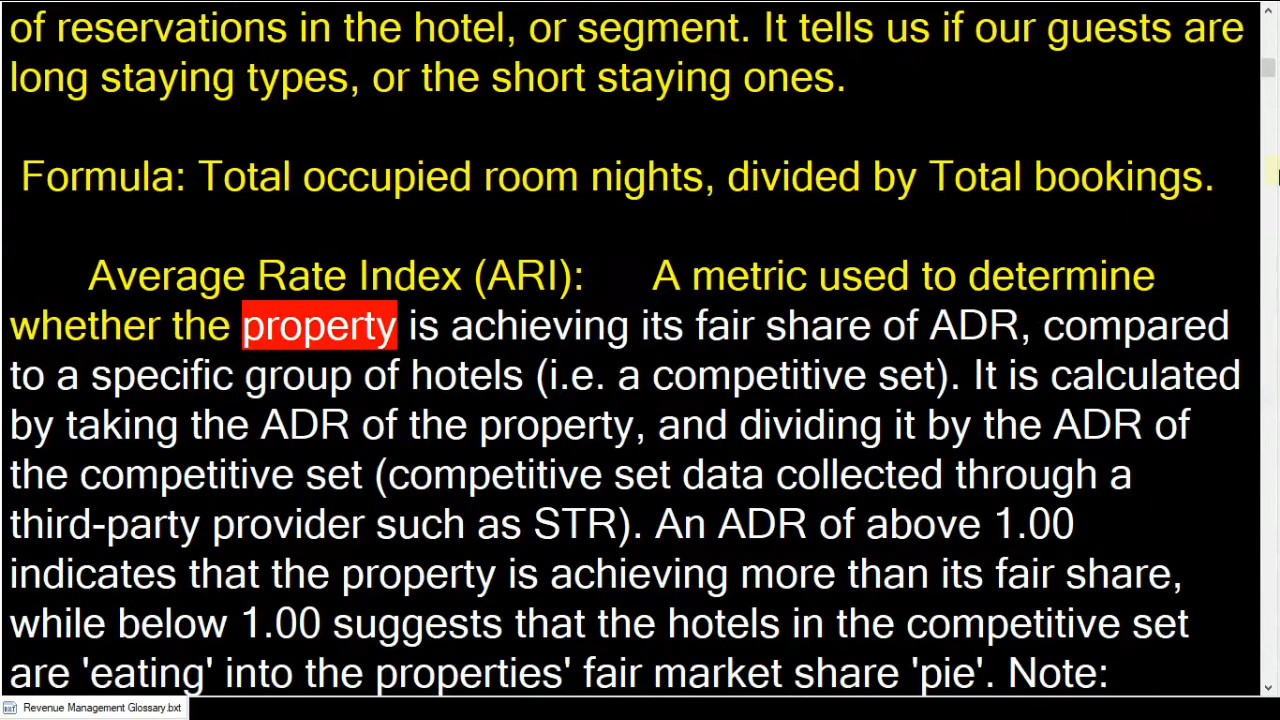 of reservations in the hotel, or segment. It tells us if our guests are
long staying types, or the short staying ones.
Formula: Total occupied room nights, divided by Total bookings.
Average Rate Index (ARI): A metric used to determine
whether the property is achieving its fair share of ADR, compared
to a specific group of hotels (i.e. a competitive set). It is calculated
by taking the ADR of the property, and dividing it by the ADR of
the competitive set (competitive set data collected through a
third-party provider such as STR). An ADR of above 1.00
indicates that the property is achieving more than its fair share,
while below 1.00 suggests that the hotels in the competitive set
are 'eating' into the properties' fair market share 'pie'. Note:
Revenue Management Glossary.bxt